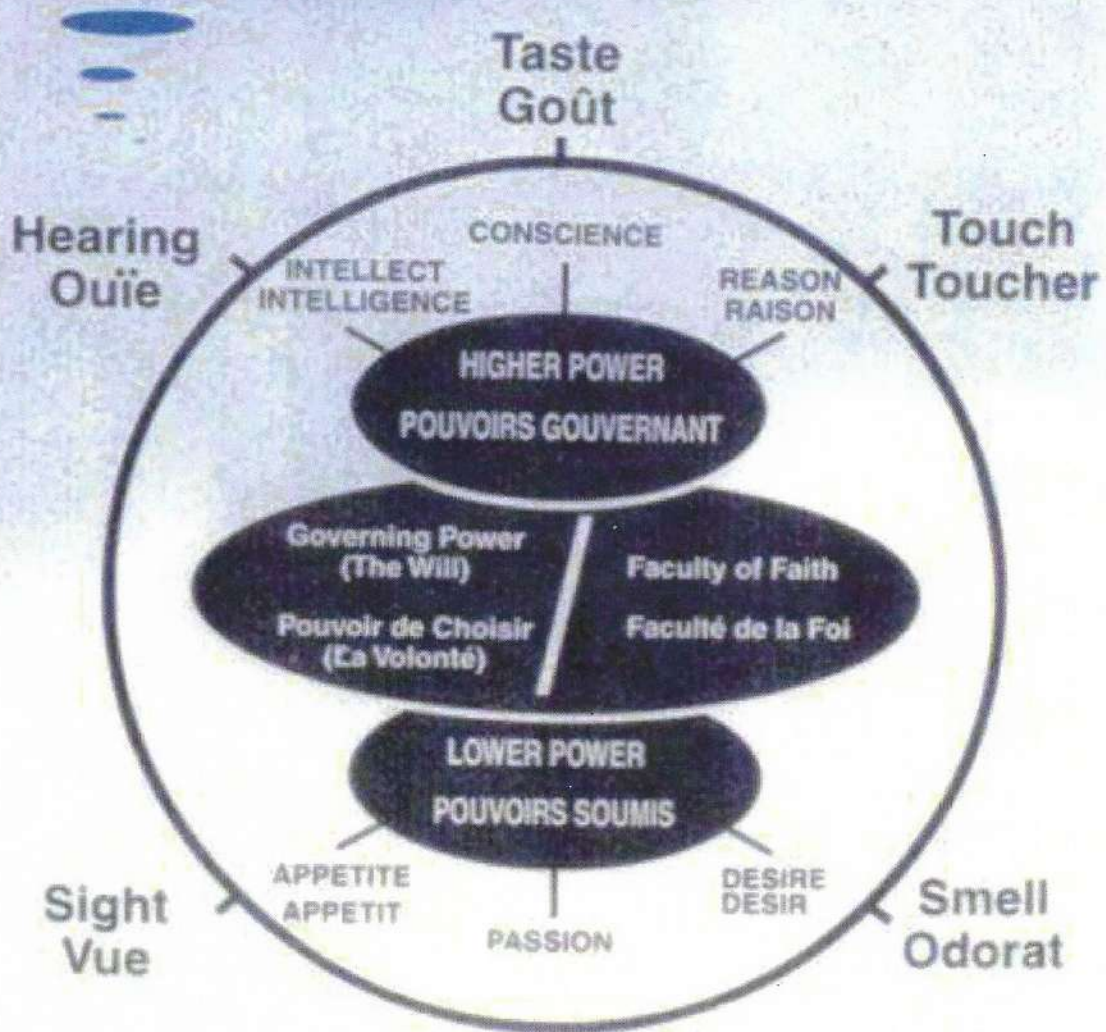 Taste
Goût
Hearing
Ouïe
Touch
Toucher
CONSCIENCE
INTELLECT
INTELLIGENCE
REASON
RAISON
HIGHER POWER
POUVOIRS GOUVERNANT
Governing Power
(The Will)
Pouvoir de Choisir
(La Volonté)
Faculty of Faith
Faculté de la Foi
LOWER POWER
POUVOIRS SOUMIS
APPETITE
APPETIT
PASSION
DESIRE
DESIR
Sight
Vue
Smell
Odorat